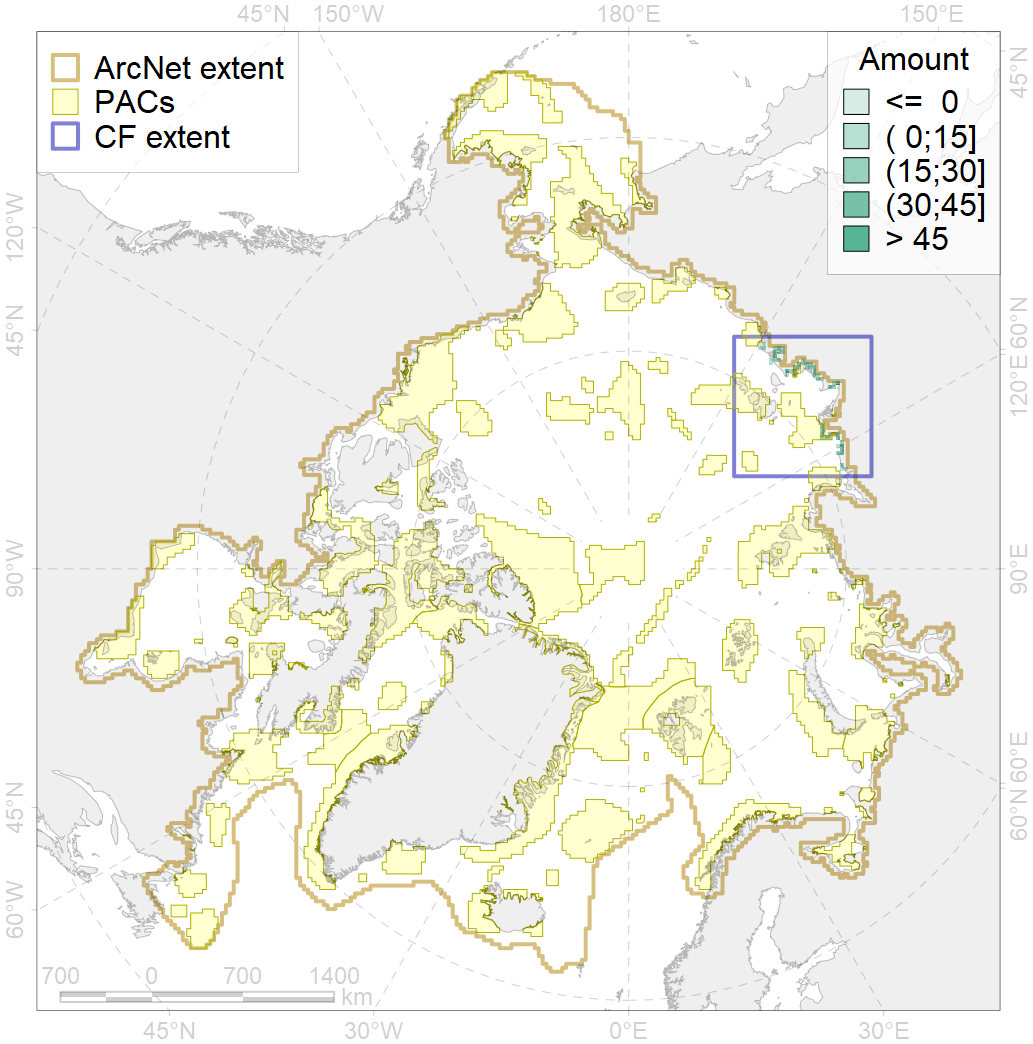 45°N 150°W 180°E 150°E
ArcNet extent
PACs
CF extent
Amount
<= 0
( 0;15]
(15;30]
(30;45]
> 45
45°N
120°W
45°N
90°W
45°N
60°W
60°N
120°E
90°E
60°E
60°N
700 0 700 1400
km
45°N 30°W 0°E 30°E